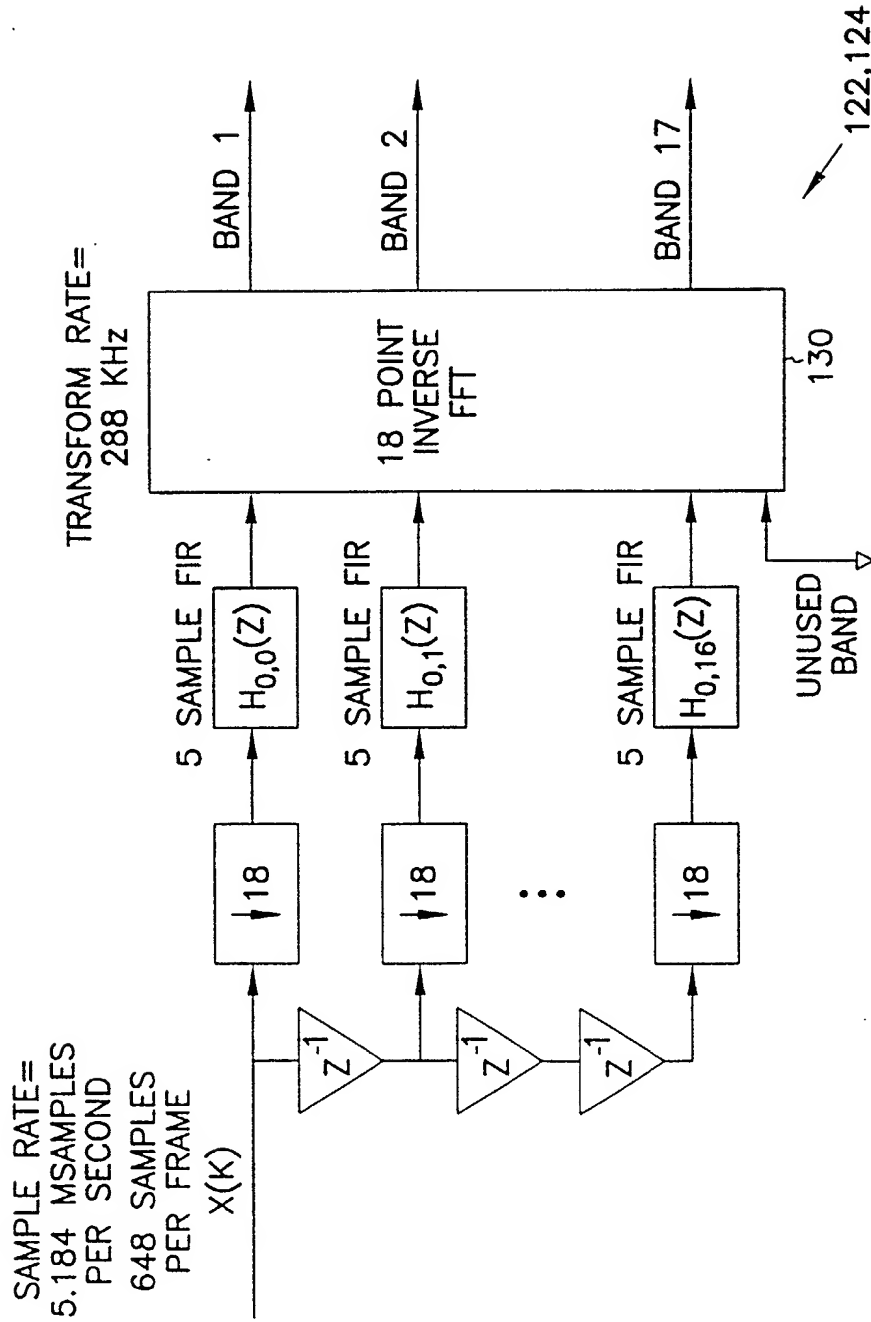 SAMPLE RATE=
5.184 MSAMPLES
PER SECOND
648 SAMPLES
PER FRAME
X(K)
Z⁻¹
Z⁻¹
Z⁻¹
↓18
↓18
•••
↓18
5 SAMPLE FIR
H₀,₀(Z)
5 SAMPLE FIR
H₀,₁(Z)
5 SAMPLE FIR
H₀,₁₆(Z)
UNUSED
BAND
TRANSFORM RATE=
288 KHz
18 POINT
INVERSE
FFT
130
BAND 1
BAND 2
BAND 17
122,124